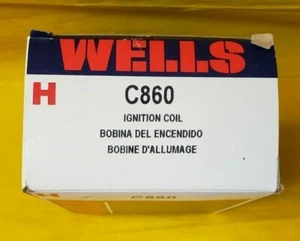 WELLS
H
C860
IGNITION COIL
BOBINA DEL ENCENDIDO
BOBINE D'ALLUMAGE
C860